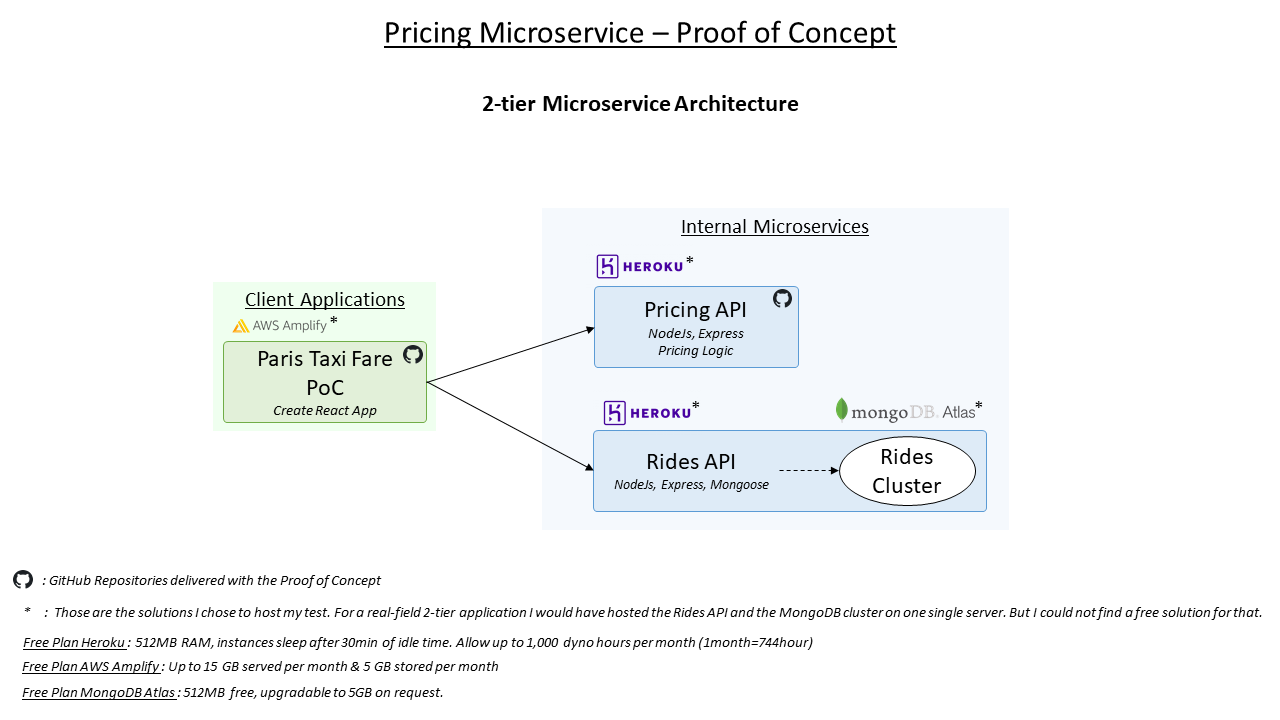 Pricing Microservice – Proof of Concept
2-tier Microservice Architecture
Internal Microservices
HEROKU*
Client Applications
AWS Amplify*
Pricing API
NodeJs, Express
Pricing Logic
Paris Taxi Fare
PoC
Create React App
HEROKU*
mongoDB. Atlas*
Rides API
NodeJs, Express, Mongoose
Rides
Cluster
: GitHub Repositories delivered with the Proof of Concept
* : Those are the solutions I chose to host my test. For a real-field 2-tier application I would have hosted the Rides API and the MongoDB cluster on one single server. But I could not find a free solution for that.
Free Plan Heroku : 512MB RAM, instances sleep after 30min of idle time. Allow up to 1,000 dyno hours per month (1month=744hour)
Free Plan AWS Amplify : Up to 15 GB served per month & 5 GB stored per month
Free Plan MongoDB Atlas : 512MB free, upgradable to 5GB on request.